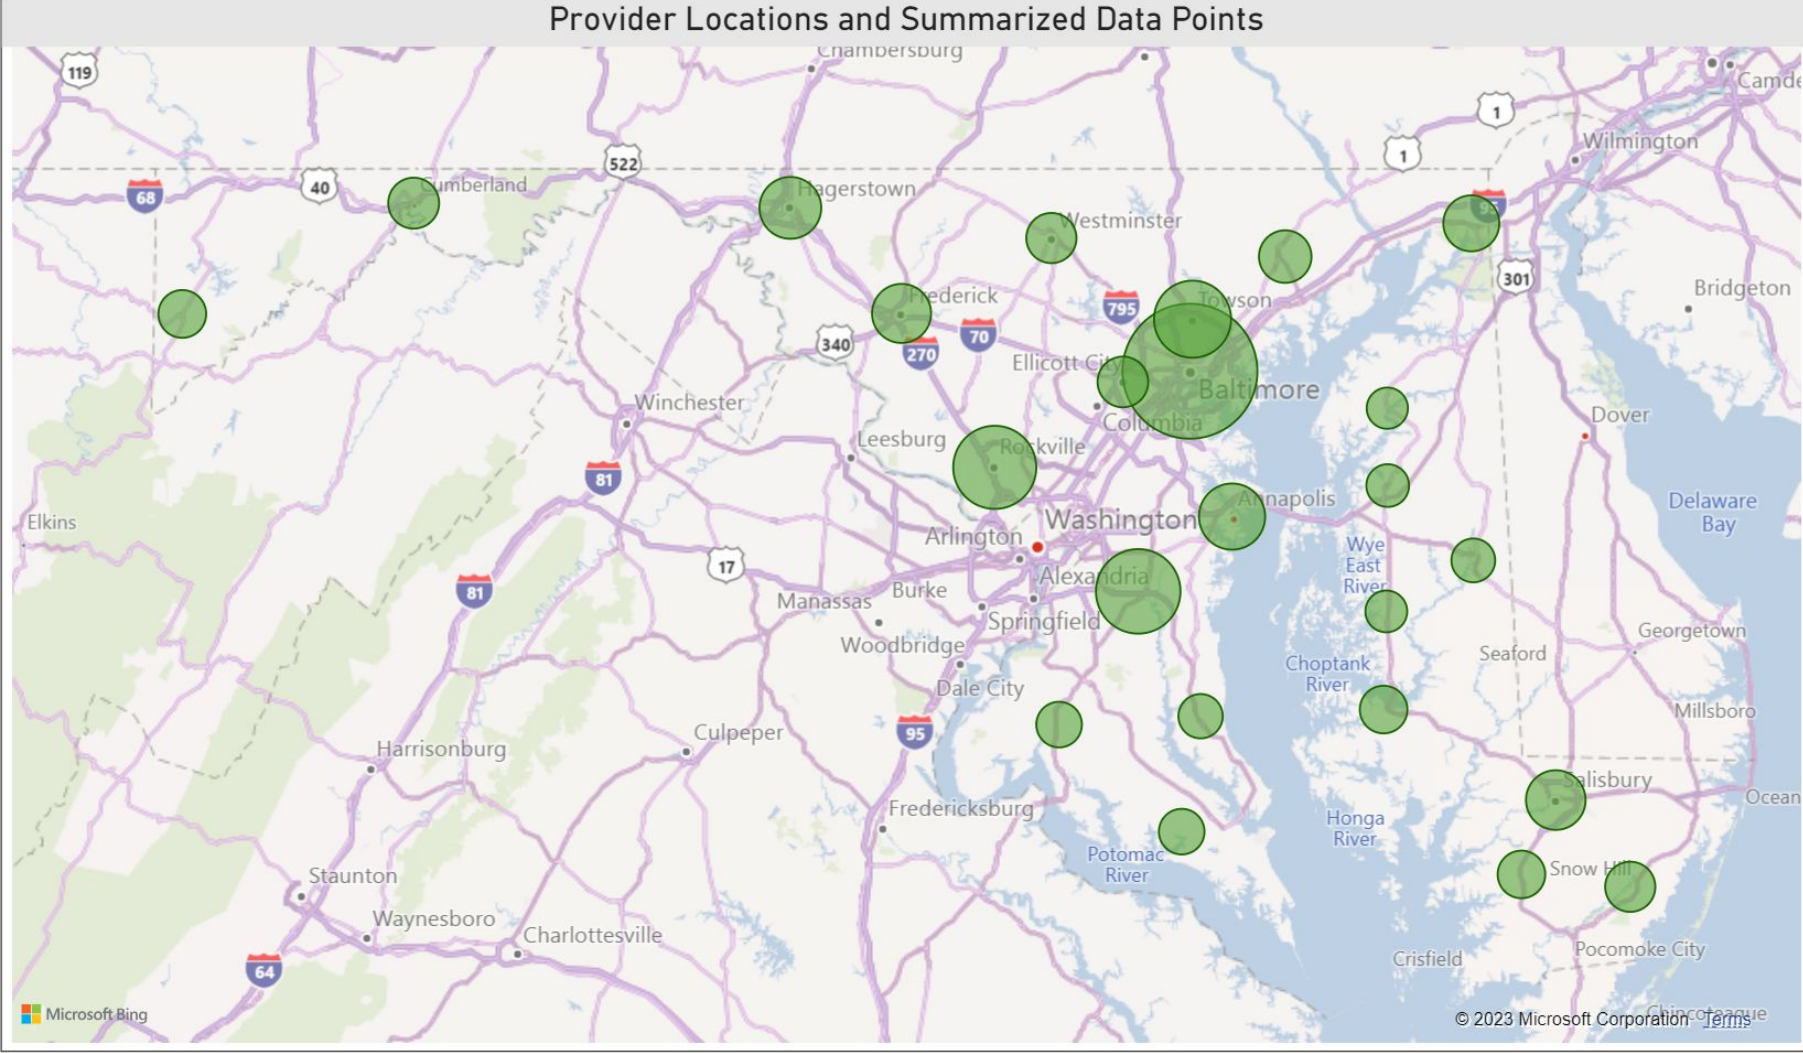 Provider Locations and Summarized Data Points
Chambersburg
119
Camde
1
Wilmington
1
522
Cumberland
40
68
Hagerstown
95
Westminster
301
Bridgeton
Frederick
795
Towson
70
340
270
Ellicott City
Baltimore
Winchester
Columbia
Dover
Leesburg
Rockville
81
Annapolis
Delaware
Bay
Elkins
Washington
Arlington
Wye
East
River
17
Alexandria
81
Burke
Manassas
Springfield
Georgetown
Woodbridge
Seaford
Choptank
River
Dale City
Millsboro
95
Culpeper
Harrisonburg
Salisbury
Ocean
Fredericksburg
Honga
River
Potomac
River
Snow Hill
Staunton
Waynesboro
Charlottesville
Pocomoke City
Crisfield
64
Microsoft Bing
Chincoteague
© 2023 Microsoft Corporation Terms